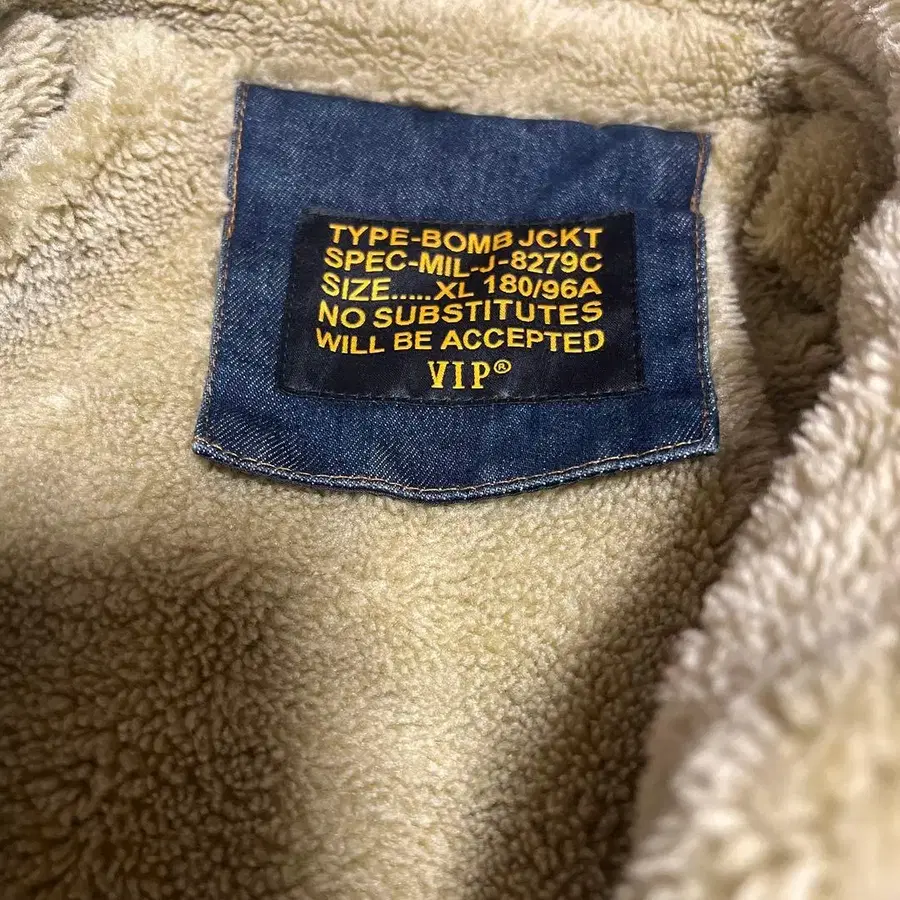 TYPE-BOMB JCKT
SPEC-MIL-J-8279C
SIZE.....XL 180/96A
NO SUBSTITUTES
WILL BE ACCEPTED
VIP®